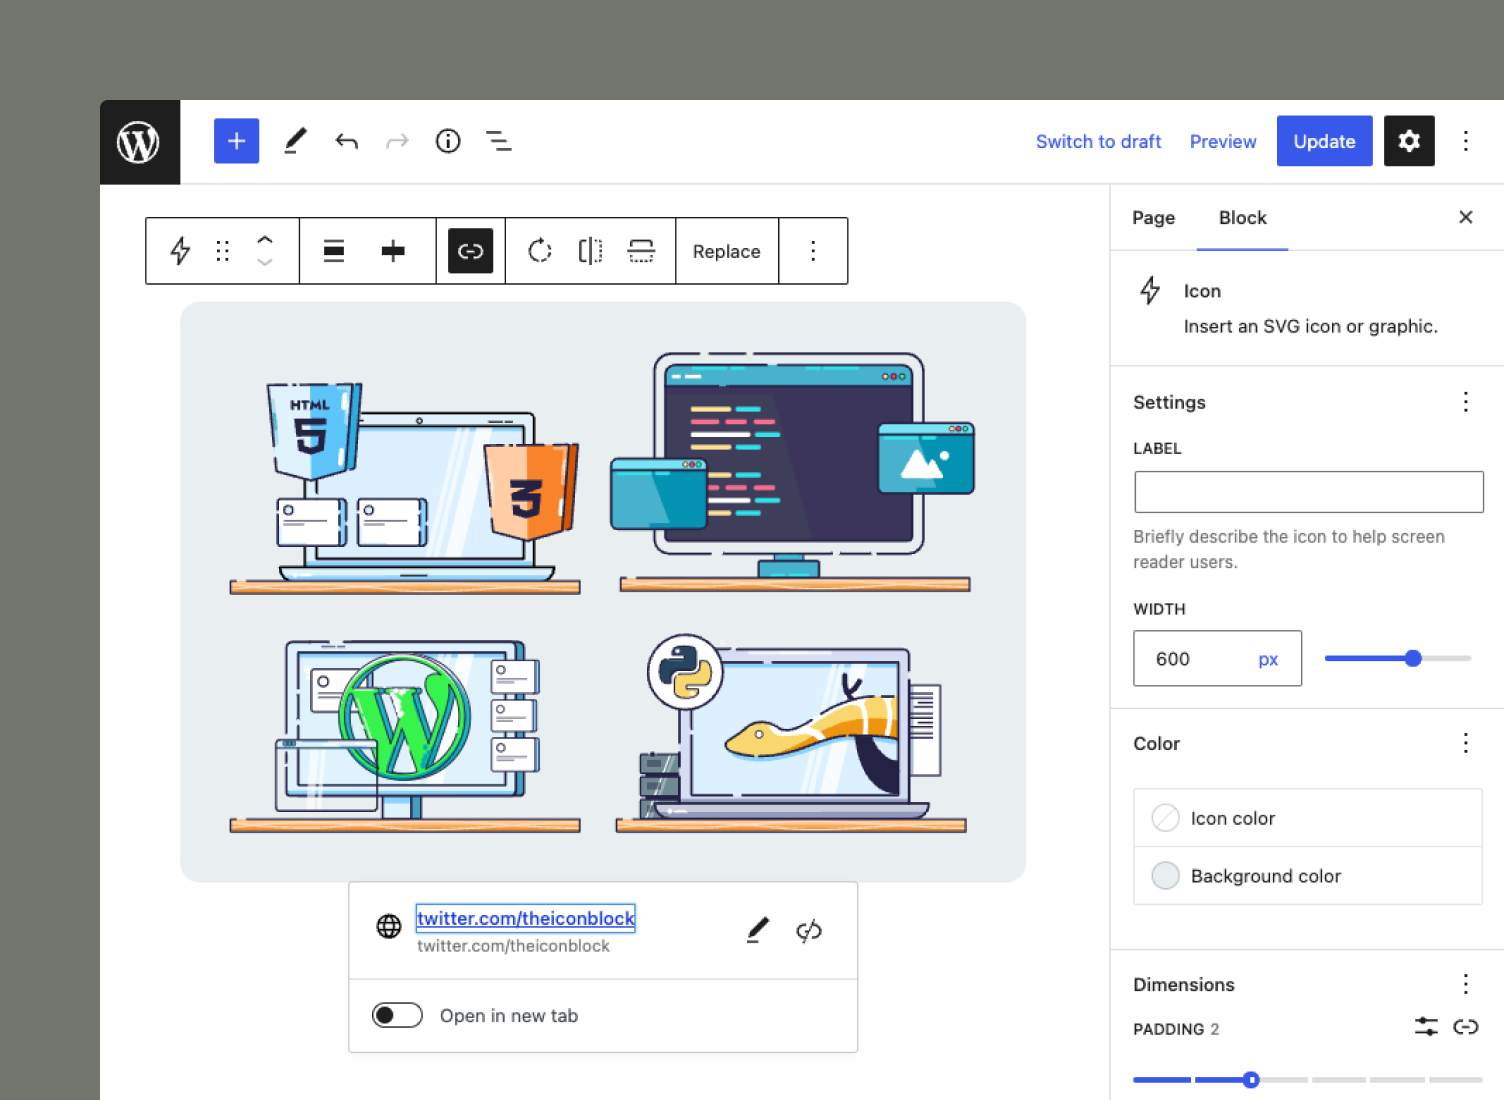 Switch to draft
Preview
Update
Replace
Page
Block
Icon
Insert an SVG icon or graphic.
Settings
LABEL
Briefly describe the icon to help screen
reader users.
WIDTH
600
px
Color
Icon color
Background color
Dimensions
PADDING 2
HTML
5
3
twitter.com/theiconblock
twitter.com/theiconblock
Open in new tab